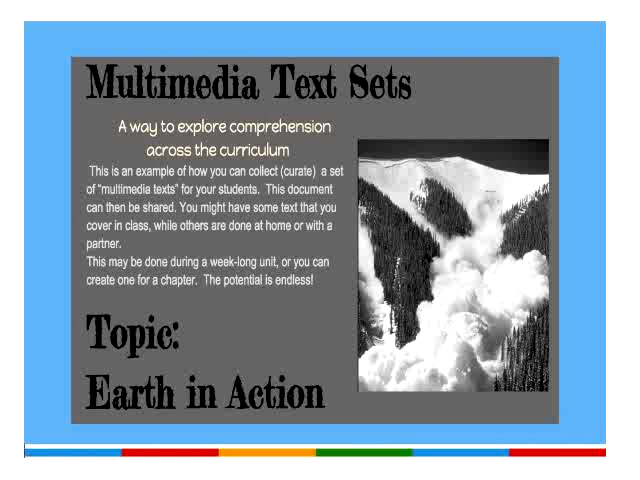 Multimedia Text Sets
A way to explore comprehension
across the curriculum
This is an example of how you can collect (curate) a set
of "multimedia texts" for your students. This document
can then be shared. You might have some text that you
cover in class, while others are done at home or with a
partner.
This may be done during a week-long unit, or you can
create one for a chapter. The potential is endless!
Topic:
Earth in Action